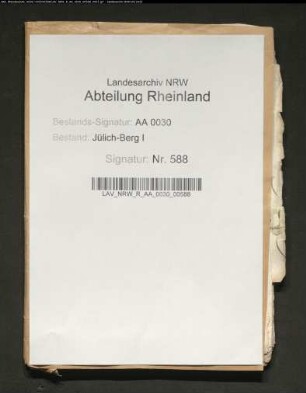 Landesarchiv NRW
Abteilung Rheinland
Bestands-Signatur: AA 0030
Bestand: Jülich-Berg I
Signatur: Nr. 588
LAV_NRW_R_AA_0030_00588